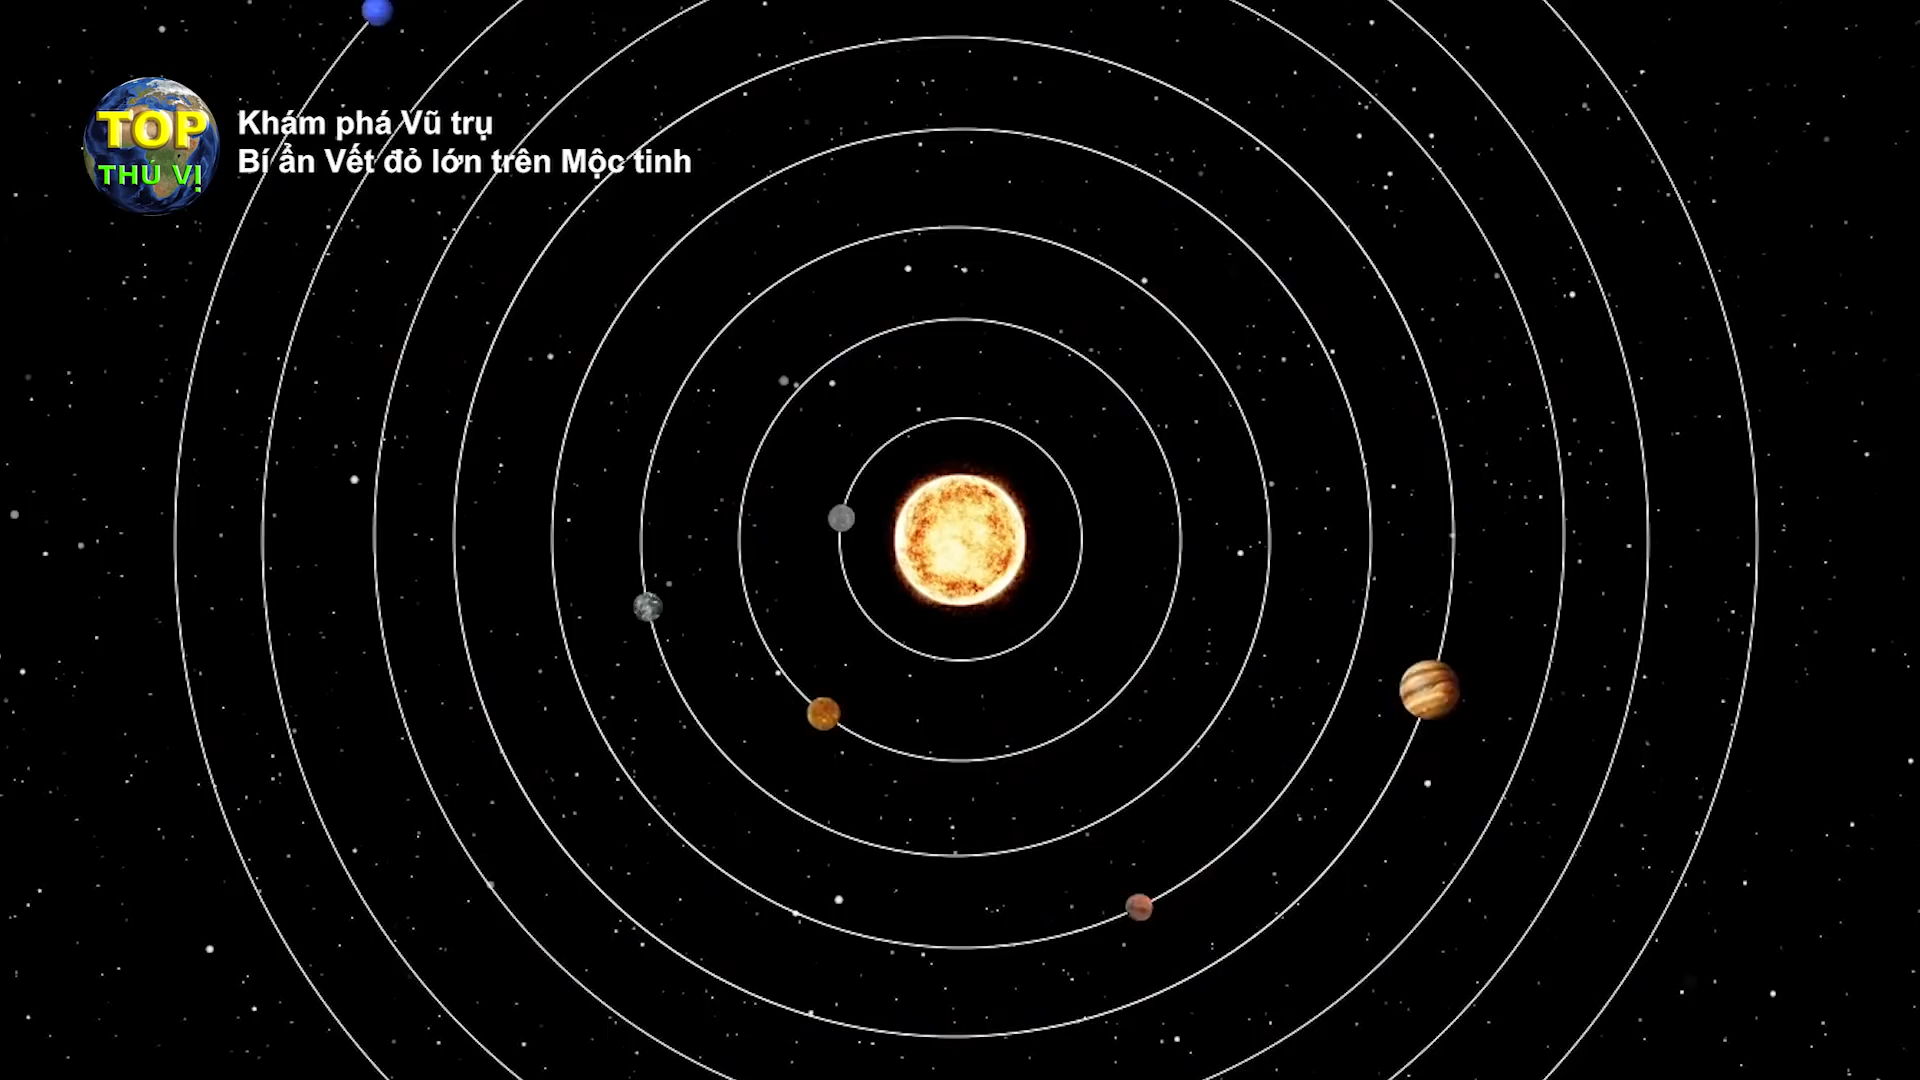 TOP
THÚ VỊ
Khám phá Vũ trụ
Bí ẩn Vết đỏ lớn trên Mộc tinh